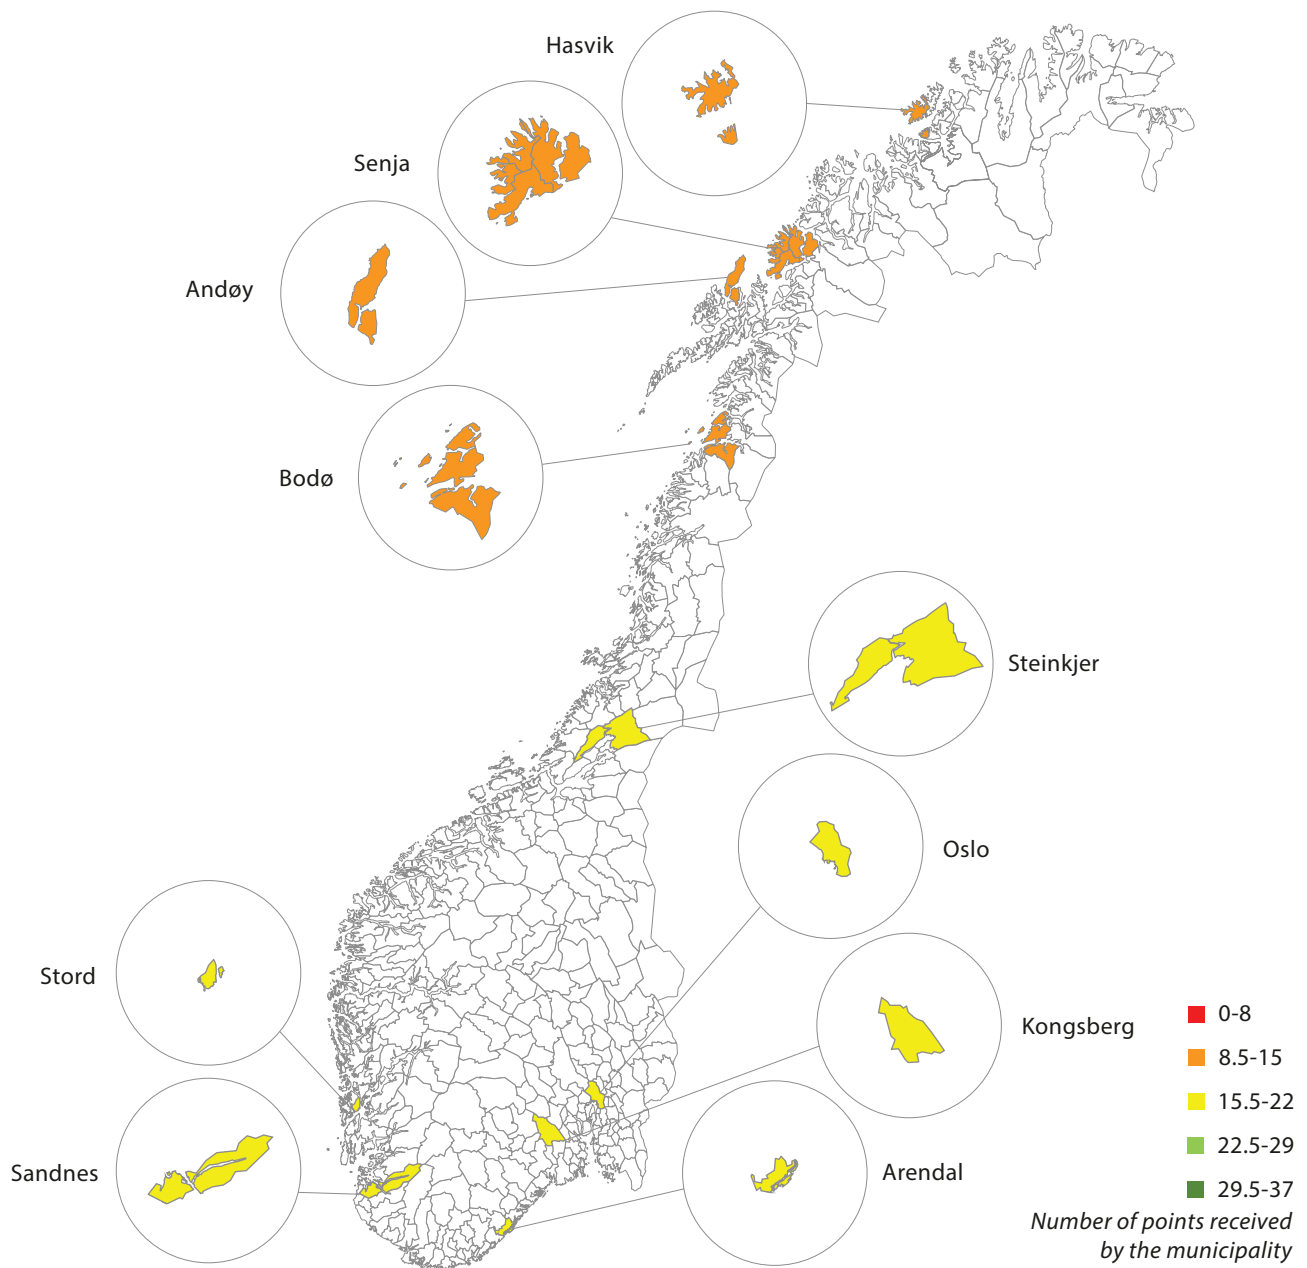 Hasvik
Senja
Andøy
Bodø
Steinkjer
Oslo
Stord
Kongsberg
Sandnes
Arendal
0-8
8.5-15
15.5-22
22.5-29
29.5-37
Number of points received
by the municipality